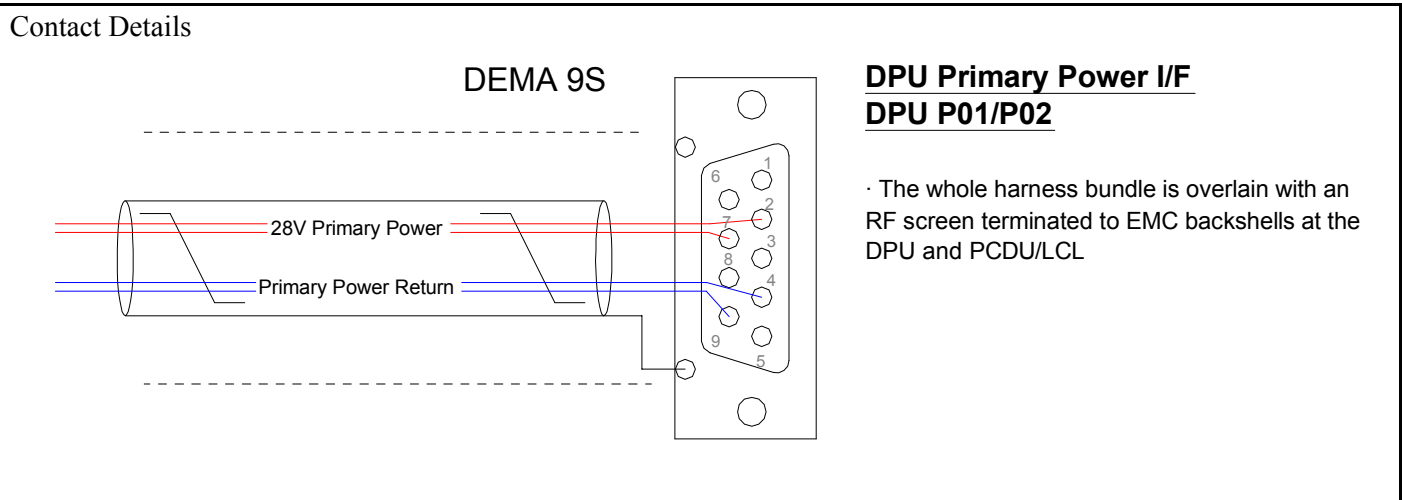 Contact Details
DEMA 9S
DPU Primary Power I/F
DPU P01/P02
· The whole harness bundle is overlain with an
RF screen terminated to EMC backshells at the
DPU and PCDU/LCL
28V Primary Power
Primary Power Return
1
6
2
7
3
8
4
9
5